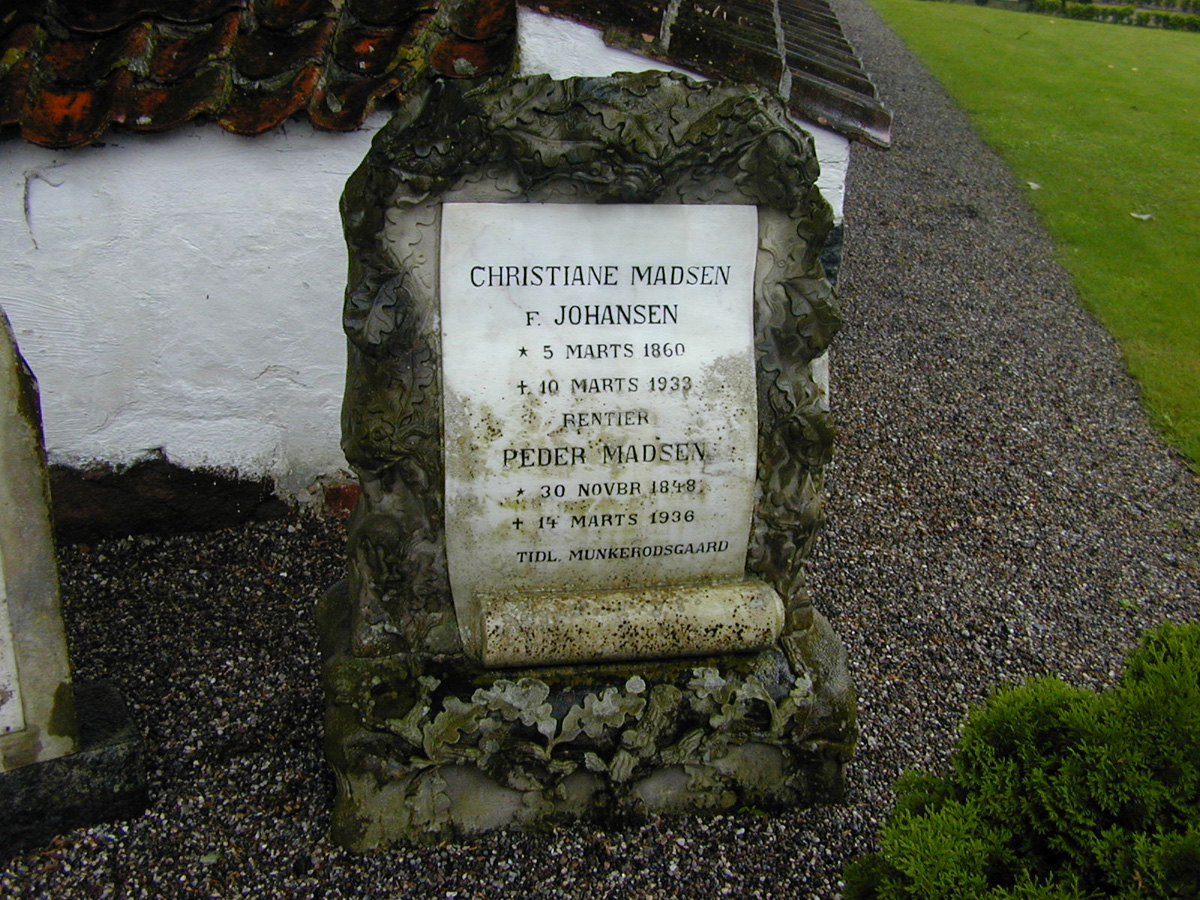 CHRISTIANE MADSEN
F. JOHANSEN
* 5 MARTS 1860
† 10 MARTS 1933
RENTIER
PEDER MADSEN
* 30 NOVBR 1848
† 14 MARTS 1936
TIDL. MUNKERODSGAARD